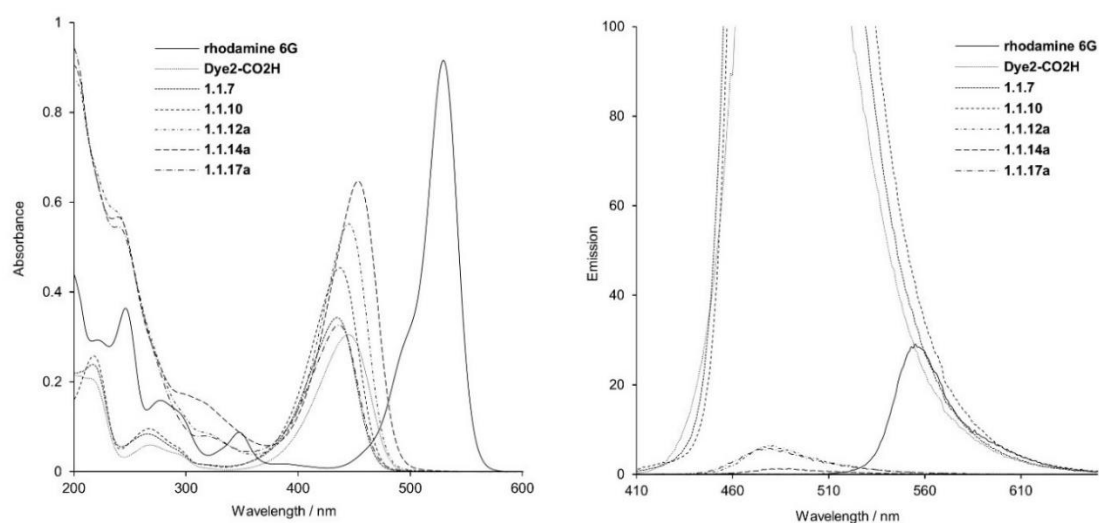 1
0.8
0.6
0.4
0.2
0
Absorbance
200
300
400
500
600
Wavelength / nm
rhodamine 6G
Dye2-CO2H
1.1.7
1.1.10
1.1.12a
1.1.14a
1.1.17a
100
80
60
40
20
0
Emission
410
460
510
560
610
Wavelength / nm
rhodamine 6G
Dye2-CO2H
1.1.7
1.1.10
1.1.12a
1.1.14a
1.1.17a